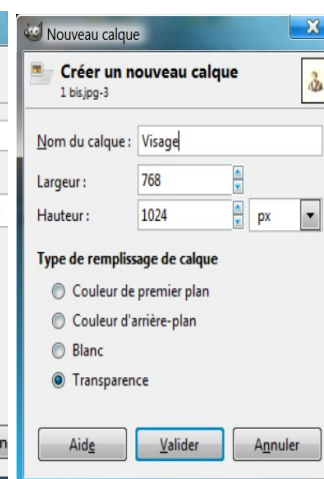 Nouveau calque
Créer un nouveau calque
1 bis.jpg-3
Nom du calque : Visage
Largeur : 768
Hauteur : 1024 px
Type de remplissage de calque
Couleur de premier plan
Couleur d'arrière-plan
Blanc
Transparence
Aide Valider Annuler